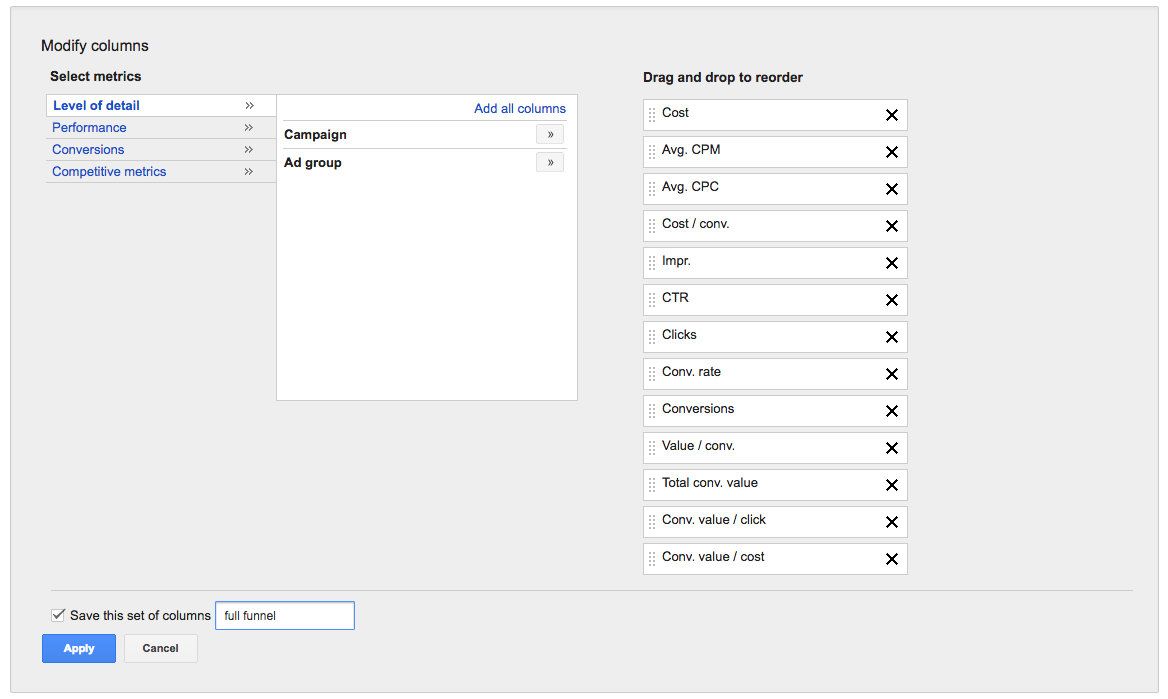 Modify columns
Select metrics
Level of detail »
Performance »
Conversions »
Competitive metrics »
Add all columns
Campaign »
Ad group »
Drag and drop to reorder
Cost
Avg. CPM
Avg. CPC
Cost / conv.
Impr.
CTR
Clicks
Conv. rate
Conversions
Value / conv.
Total conv. value
Conv. value / click
Conv. value / cost
Save this set of columns full funnel
Apply Cancel